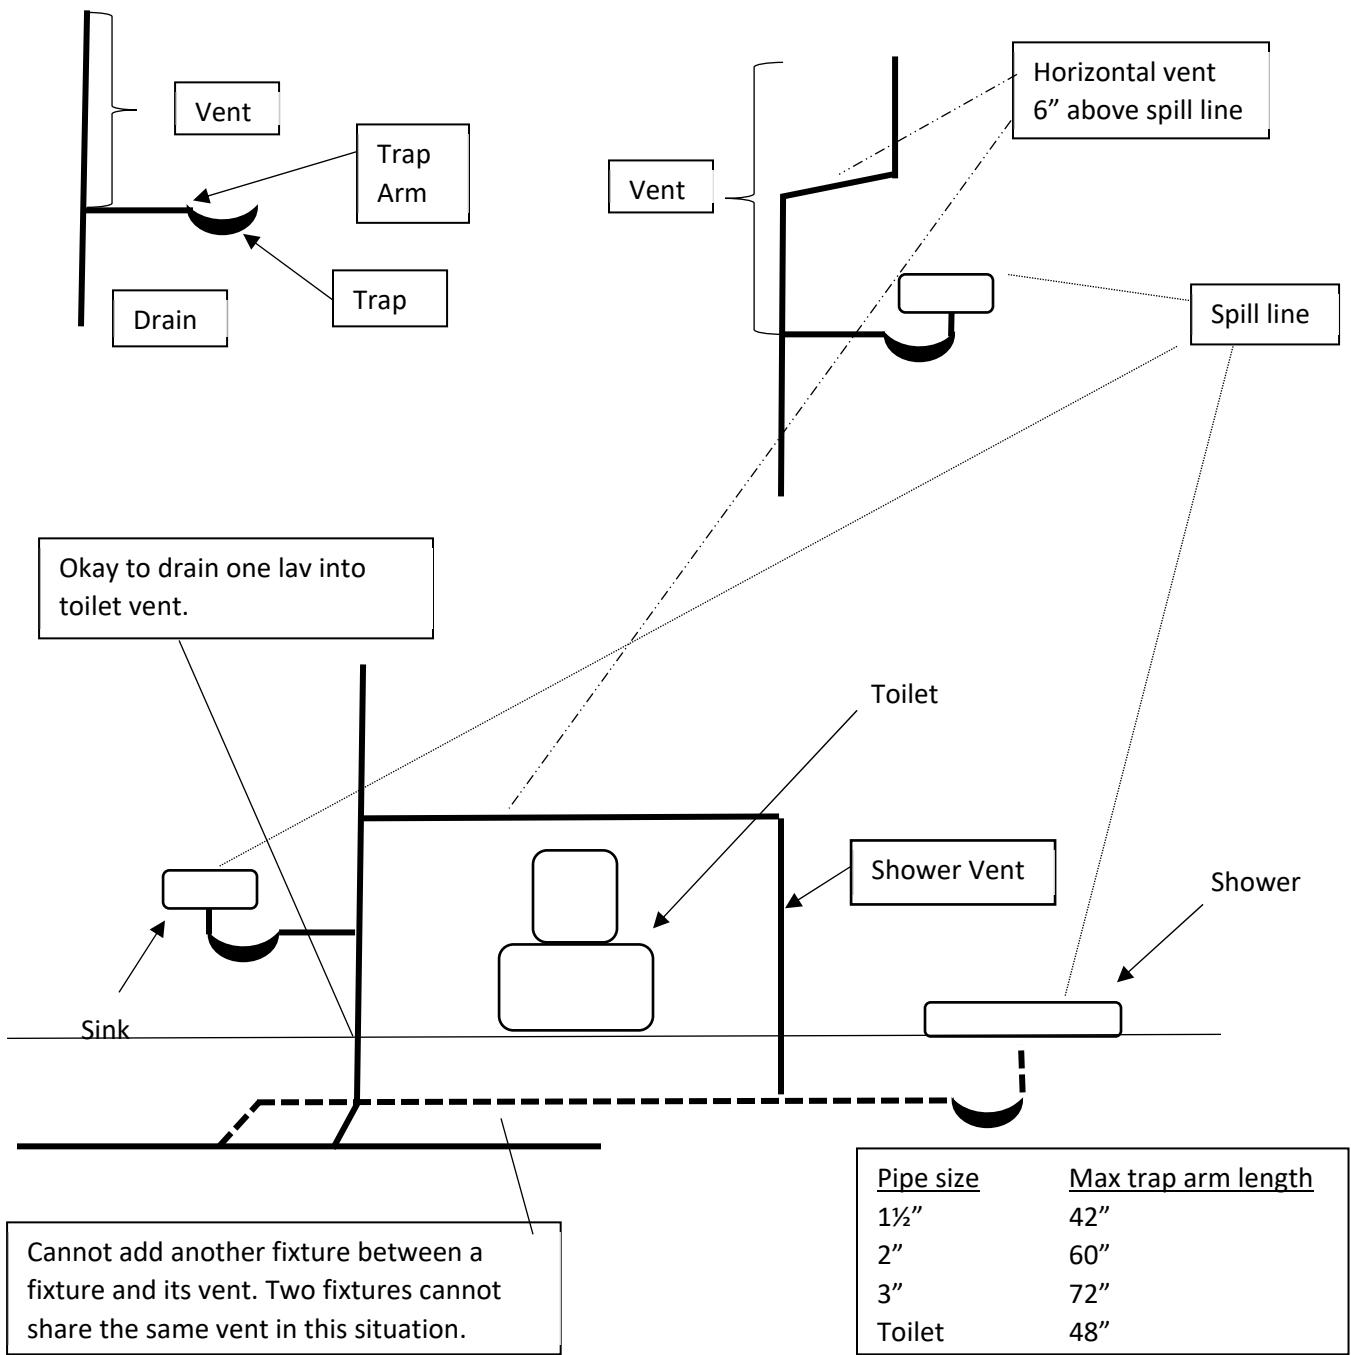 Vent
Trap
Arm
Trap
Drain
Horizontal vent
6” above spill line
Vent
Spill line
Okay to drain one lav into
toilet vent.
Toilet
Shower Vent
Shower
Sink
Cannot add another fixture between a
fixture and its vent. Two fixtures cannot
share the same vent in this situation.
Pipe size Max trap arm length
1½” 42”
2” 60”
3” 72”
Toilet 48”